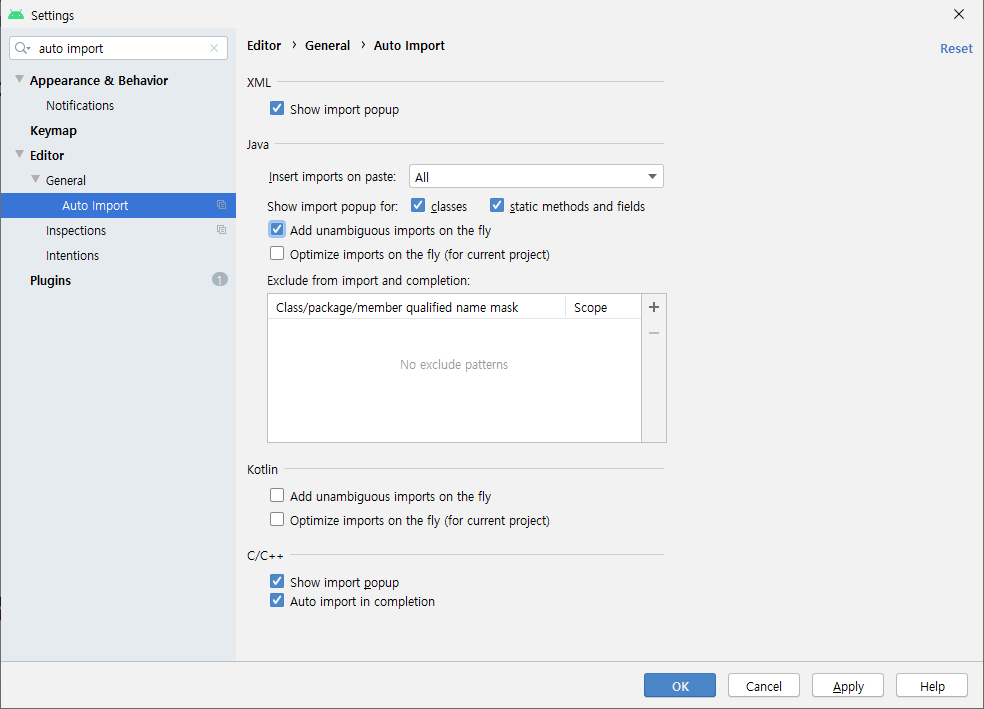 Settings
auto import
Reset
Appearance & Behavior
Notifications
Keymap
Editor
General
Auto Import
Inspections
Intentions
Plugins
1
Editor › General › Auto Import
XML
Show import popup
Java
Insert imports on paste: All
Show import popup for: classes static methods and fields
Add unambiguous imports on the fly
Optimize imports on the fly (for current project)
Exclude from import and completion:
Class/package/member qualified name mask Scope
No exclude patterns
Kotlin
Add unambiguous imports on the fly
Optimize imports on the fly (for current project)
C/C++
Show import popup
Auto import in completion
OK Cancel Apply Help